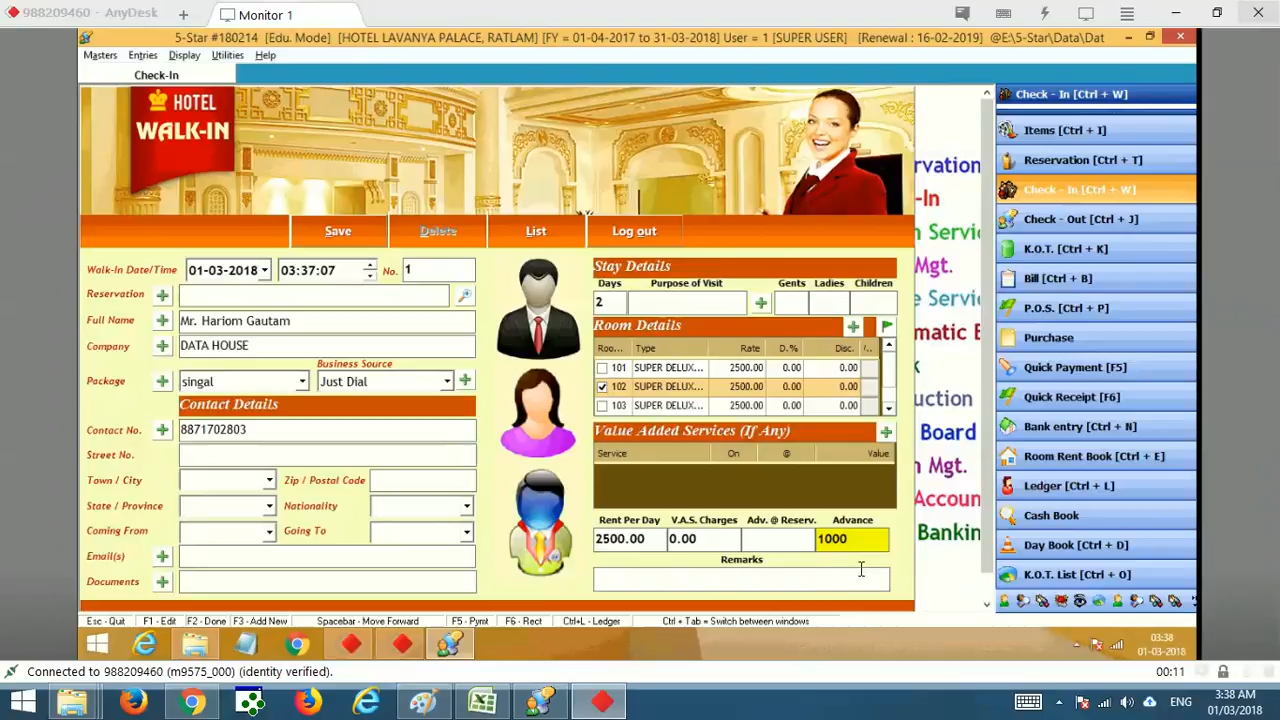 988209460 - AnyDesk
Monitor 1
5-Star #180214 [Edu. Mode] [HOTEL LAVANYA PALACE, RATLAM] [FY = 01-04-2017 to 31-03-2018] User = 1 [SUPER USER] [Renewal : 16-02-2019] @E:\5-Star\Data\Dat
Masters Entries Display Utilities Help
Check-In
HOTEL
WALK-IN
Save Delete List Log out
Walk-In Date/Time 01-03-2018 03:37:07 No. 1
Reservation
Full Name Mr. Hariom Gautam
Company DATA HOUSE
Business Source
Package singal Just Dial
Contact Details
Contact No. 8871702803
Street No.
Town / City Zip / Postal Code
State / Province Nationality
Coming From Going To
Email(s)
Documents
Stay Details
Days Purpose of Visit Gents Ladies Children
2
Room Details
Roo... Type Rate D.% Disc. /..
101 SUPER DELUX... 2500.00 0.00 0.00
102 SUPER DELUX... 2500.00 0.00 0.00
103 SUPER DELUX... 2500.00 0.00 0.00
Value Added Services (If Any)
Service On @ Value
Rent Per Day V.A.S. Charges Adv. @ Reserv. Advance
2500.00 0.00 1000
Remarks
ervation
-In
Servic
Mgt.
e Servic
matic B
k
uction
Board
n Mgt.
Accoun
Banking
Check - In [Ctrl + W]
Items [Ctrl + I]
Reservation [Ctrl + T]
Check - In [Ctrl + W]
Check - Out [Ctrl + J]
K.O.T. [Ctrl + K]
Bill [Ctrl + B]
P.O.S. [Ctrl + P]
Purchase
Quick Payment [F5]
Quick Receipt [F6]
Bank entry [Ctrl + N]
Room Rent Book [Ctrl + E]
Ledger [Ctrl + L]
Cash Book
Day Book [Ctrl + D]
K.O.T. List [Ctrl + O]
Esc - Quit F1 - Edit F2 - Done F3 - Add New Spacebar - Move Forward F5 - Pymt F6 - Rect Ctrl+L - Ledger Ctrl + Tab = Switch between windows
03:38
01-03-2018
Connected to 988209460 (m9575_000) (identity verified). 00:11
ENG
3:38 AM
01/03/2018